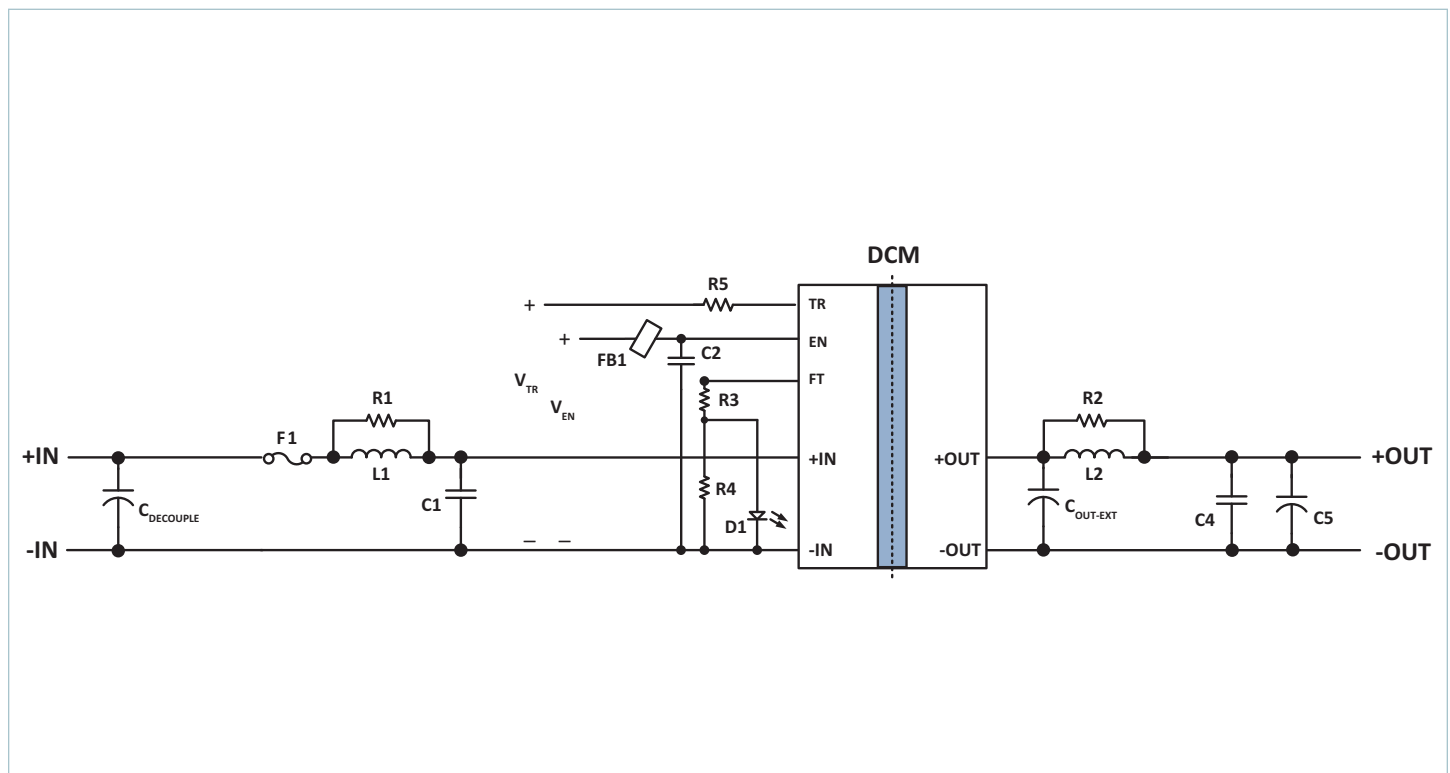 DCM
R5
+
TR
+
FB1
C2
EN
FT
V_TR
R3
V_EN
R1
R2
F1
+IN
+IN
+OUT
+OUT
L1
L2
R4
C1
C_DECOUPLE
D1
C_OUT-EXT
C4
C5
-IN
– –
-IN
-OUT
-OUT